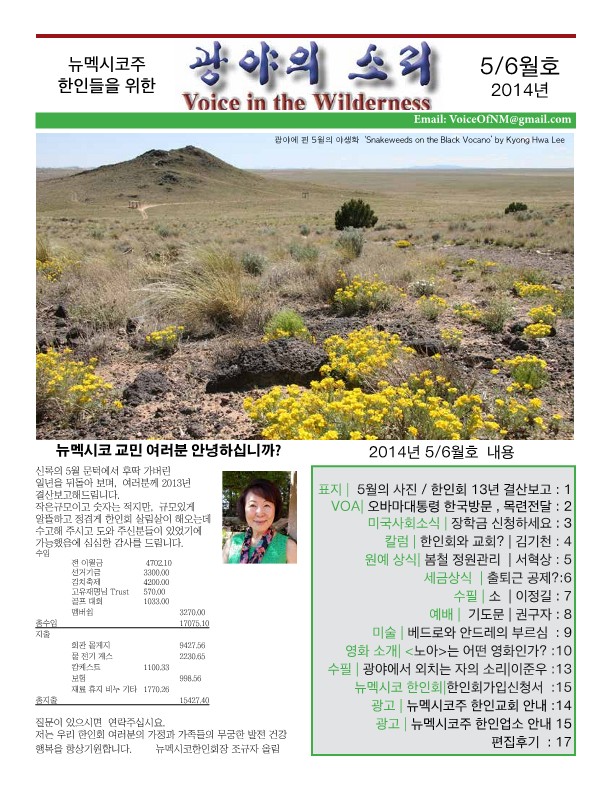 뉴멕시코주
한인들을 위한
광야의 소리
Voice in the Wilderness
5/6월호
2014년
Email: VoiceOfNM@gmail.com
광야에 핀 5월의 야생화 'Snakeweeds on the Black Vocano' by Kyong Hwa Lee
뉴멕시코 교민 여러분 안녕하십니까?
신록의 5월 문턱에서 후딱 가버린
일년을 뒤돌아 보며, 여러분께 2013년
결산보고해드립니다.
작은규모이고 숫자는 적지만, 규모있게
알뜰하고 정겹게 한인회 살림살이 해오는데
수고해 주시고 도와 주신분들이 있었기에
가능했음에 심심한 감사를 드립니다.
수입
전 이월금 4702.10
선거기금 3300.00
김치축제 4200.00
고유재명님 Trust 570.00
골프 대회 1033.00
멤버쉽 3270.00
총수입 17075.10
지출
회관 몰게지 9427.56
물 전기 개스 2230.65
캄케스트 1100.33
보험 998.56
재료 휴지 비누 기타 1770.26
총지출 15427.40
질문이 있으시면 연락주십시요.
저는 우리 한인회 여러분의 가정과 가족들의 무궁한 발전 건강
행복을 항상기원합니다. 뉴멕시코한인회장 조규자 올림
2014년 5/6월호 내용
표지 | 5월의 사진 / 한인회 13년 결산보고 : 1
VOA| 오바마대통령 한국방문 , 목련전달 : 2
미국사회소식 | 장학금 신청하세요 : 3
칼럼 | 한인회와 교회? | 김기천 : 4
원예 상식| 봄철 정원관리 | 서혁상 : 5
세금상식 | 출퇴근 공제?:6
수필 | 소 | 이정길 : 7
예배 | 기도문 | 권구자 : 8
미술 | 베드로와 안드레의 부르심 : 9
영화 소개| <노아>는 어떤 영화인가? :10
수필 | 광야에서 외치는 자의 소리|이준우 :13
뉴멕시코 한인회|한인회가입신청서 :15
광고 | 뉴멕시코주 한인교회 안내 :14
광고 | 뉴멕시코주 한인업소 안내 15
편집후기 : 17